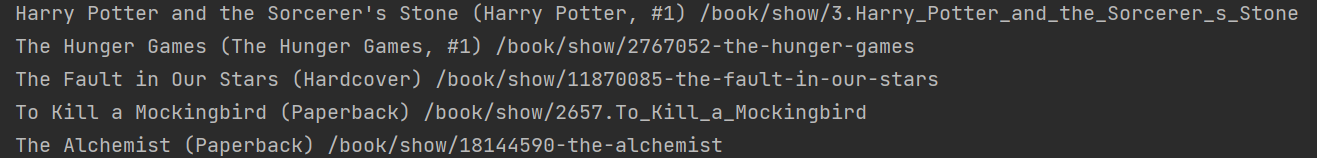 Harry Potter and the Sorcerer's Stone (Harry Potter, #1) /book/show/3.Harry_Potter_and_the_Sorcerer_s_Stone
The Hunger Games (The Hunger Games, #1) /book/show/2767052-the-hunger-games
The Fault in Our Stars (Hardcover) /book/show/11870085-the-fault-in-our-stars
To Kill a Mockingbird (Paperback) /book/show/2657.To_Kill_a_Mockingbird
The Alchemist (Paperback) /book/show/18144590-the-alchemist